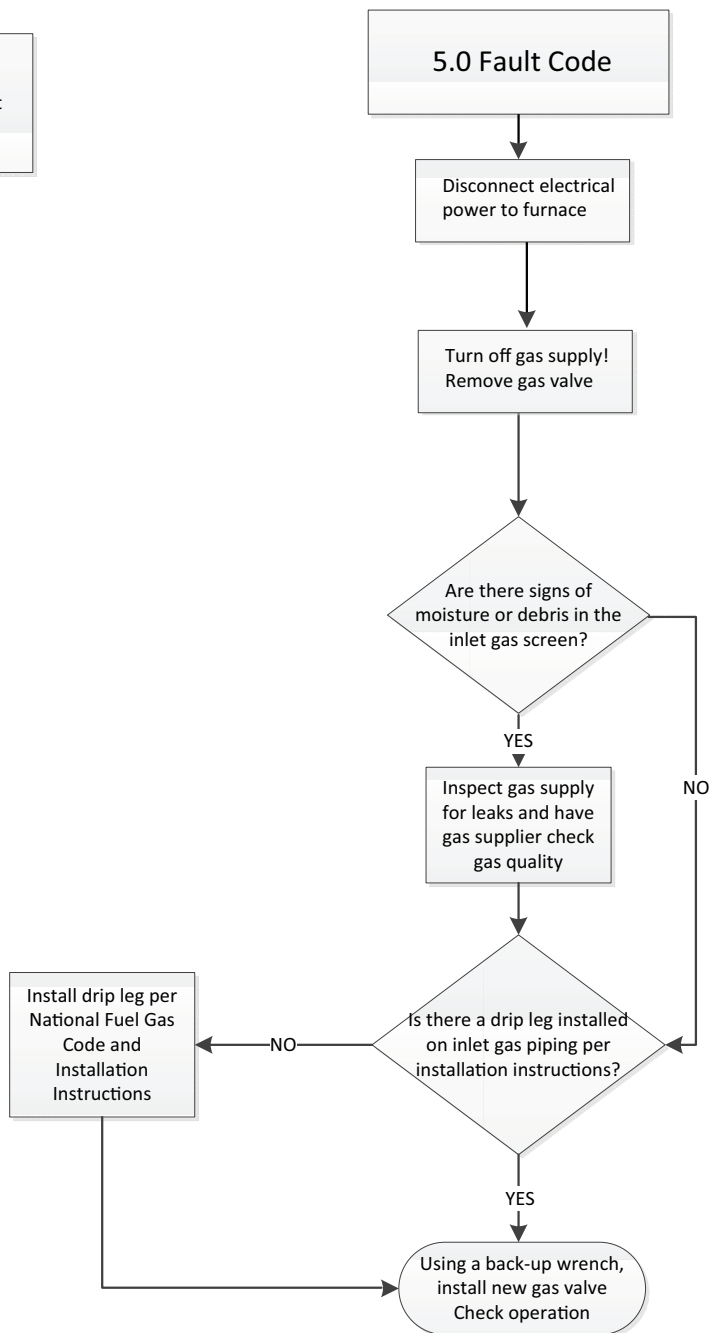 5.0 Fault Code
Disconnect electrical
power to furnace
Turn off gas supply!
Remove gas valve
Are there signs of
moisture or debris in the
inlet gas screen?
YES
NO
Inspect gas supply
for leaks and have
gas supplier check
gas quality
Is there a drip leg installed
on inlet gas piping per
installation instructions?
NO
Install drip leg per
National Fuel Gas
Code and
Installation
Instructions
YES
Using a back-up wrench,
install new gas valve
Check operation